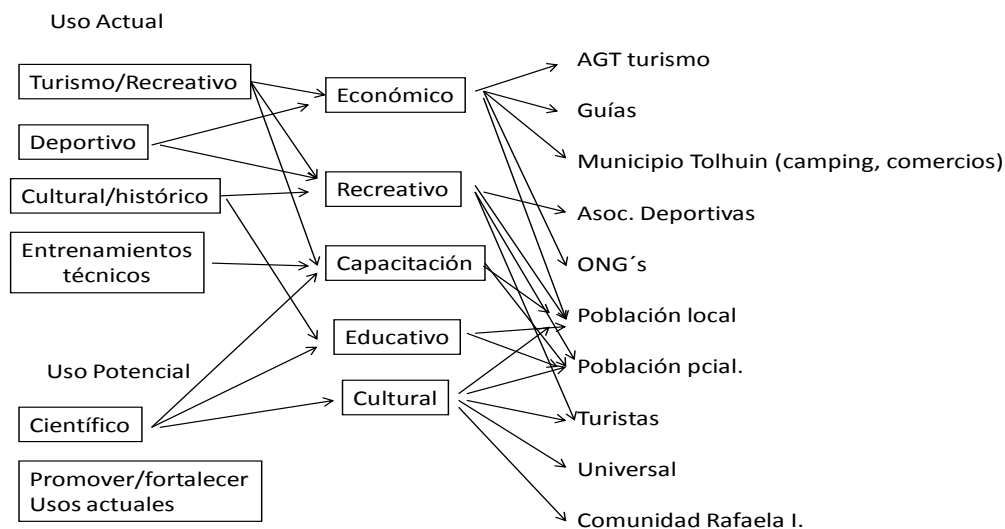 Uso Actual
Turismo/Recreativo
Deportivo
Cultural/histórico
Entrenamientos
técnicos
Uso Potencial
Científico
Promover/fortalecer
Usos actuales
Económico
Recreativo
Capacitación
Educativo
Cultural
AGT turismo
Guías
Municipio Tolhuin (camping, comercios)
Asoc. Deportivas
ONG´s
Población local
Población pcial.
Turistas
Universal
Comunidad Rafaela I.